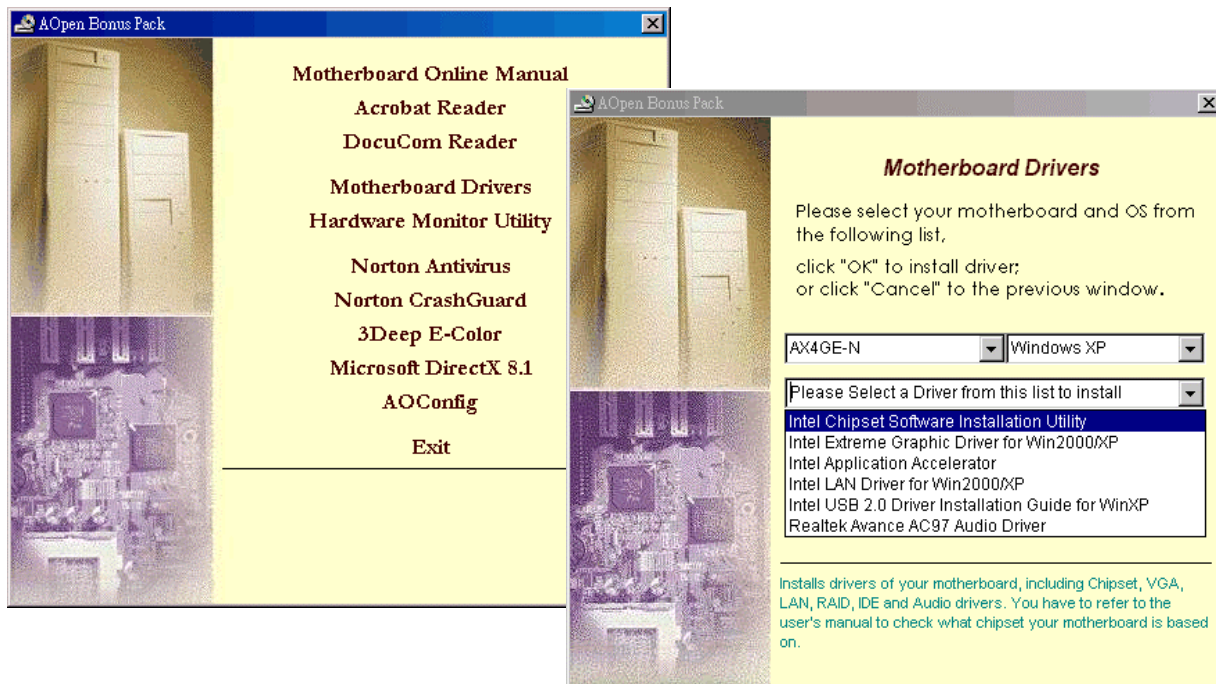 AOpen Bonus Pack
Motherboard Online Manual
Acrobat Reader
DocuCom Reader
Motherboard Drivers
Hardware Monitor Utility
Norton Antivirus
Norton CrashGuard
3Deep E-Color
Microsoft DirectX 8.1
AOConfig
Exit
AOpen Bonus Pack
Motherboard Drivers
Please select your motherboard and OS from
the following list,
click "OK" to install driver;
or click "Cancel" to the previous window.
AX4GE-N Windows XP
Please Select a Driver from this list to install
Intel Chipset Software Installation Utility
Intel Extreme Graphic Driver for Win2000/XP
Intel Application Accelerator
Intel LAN Driver for Win2000/XP
Intel USB 2.0 Driver Installation Guide for WinXP
Realtek Avance AC97 Audio Driver
Installs drivers of your motherboard, including Chipset, VGA,
LAN, RAID, IDE and Audio drivers. You have to refer to the
user's manual to check what chipset your motherboard is based
on.